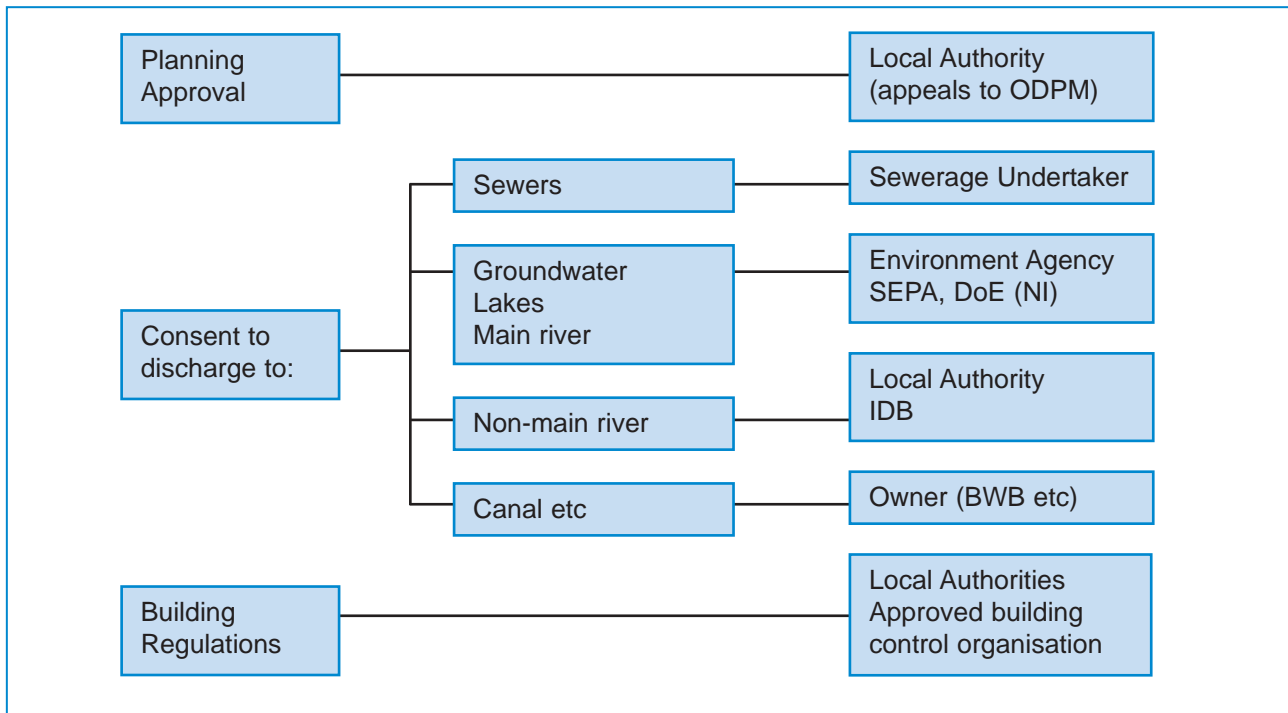 Planning
Approval
Local Authority
(appeals to ODPM)
Sewers
Sewerage Undertaker
Groundwater
Lakes
Main river
Environment Agency
SEPA, DoE (NI)
Consent to
discharge to:
Local Authority
IDB
Non-main river
Canal etc
Owner (BWB etc)
Building
Regulations
Local Authorities
Approved building
control organisation